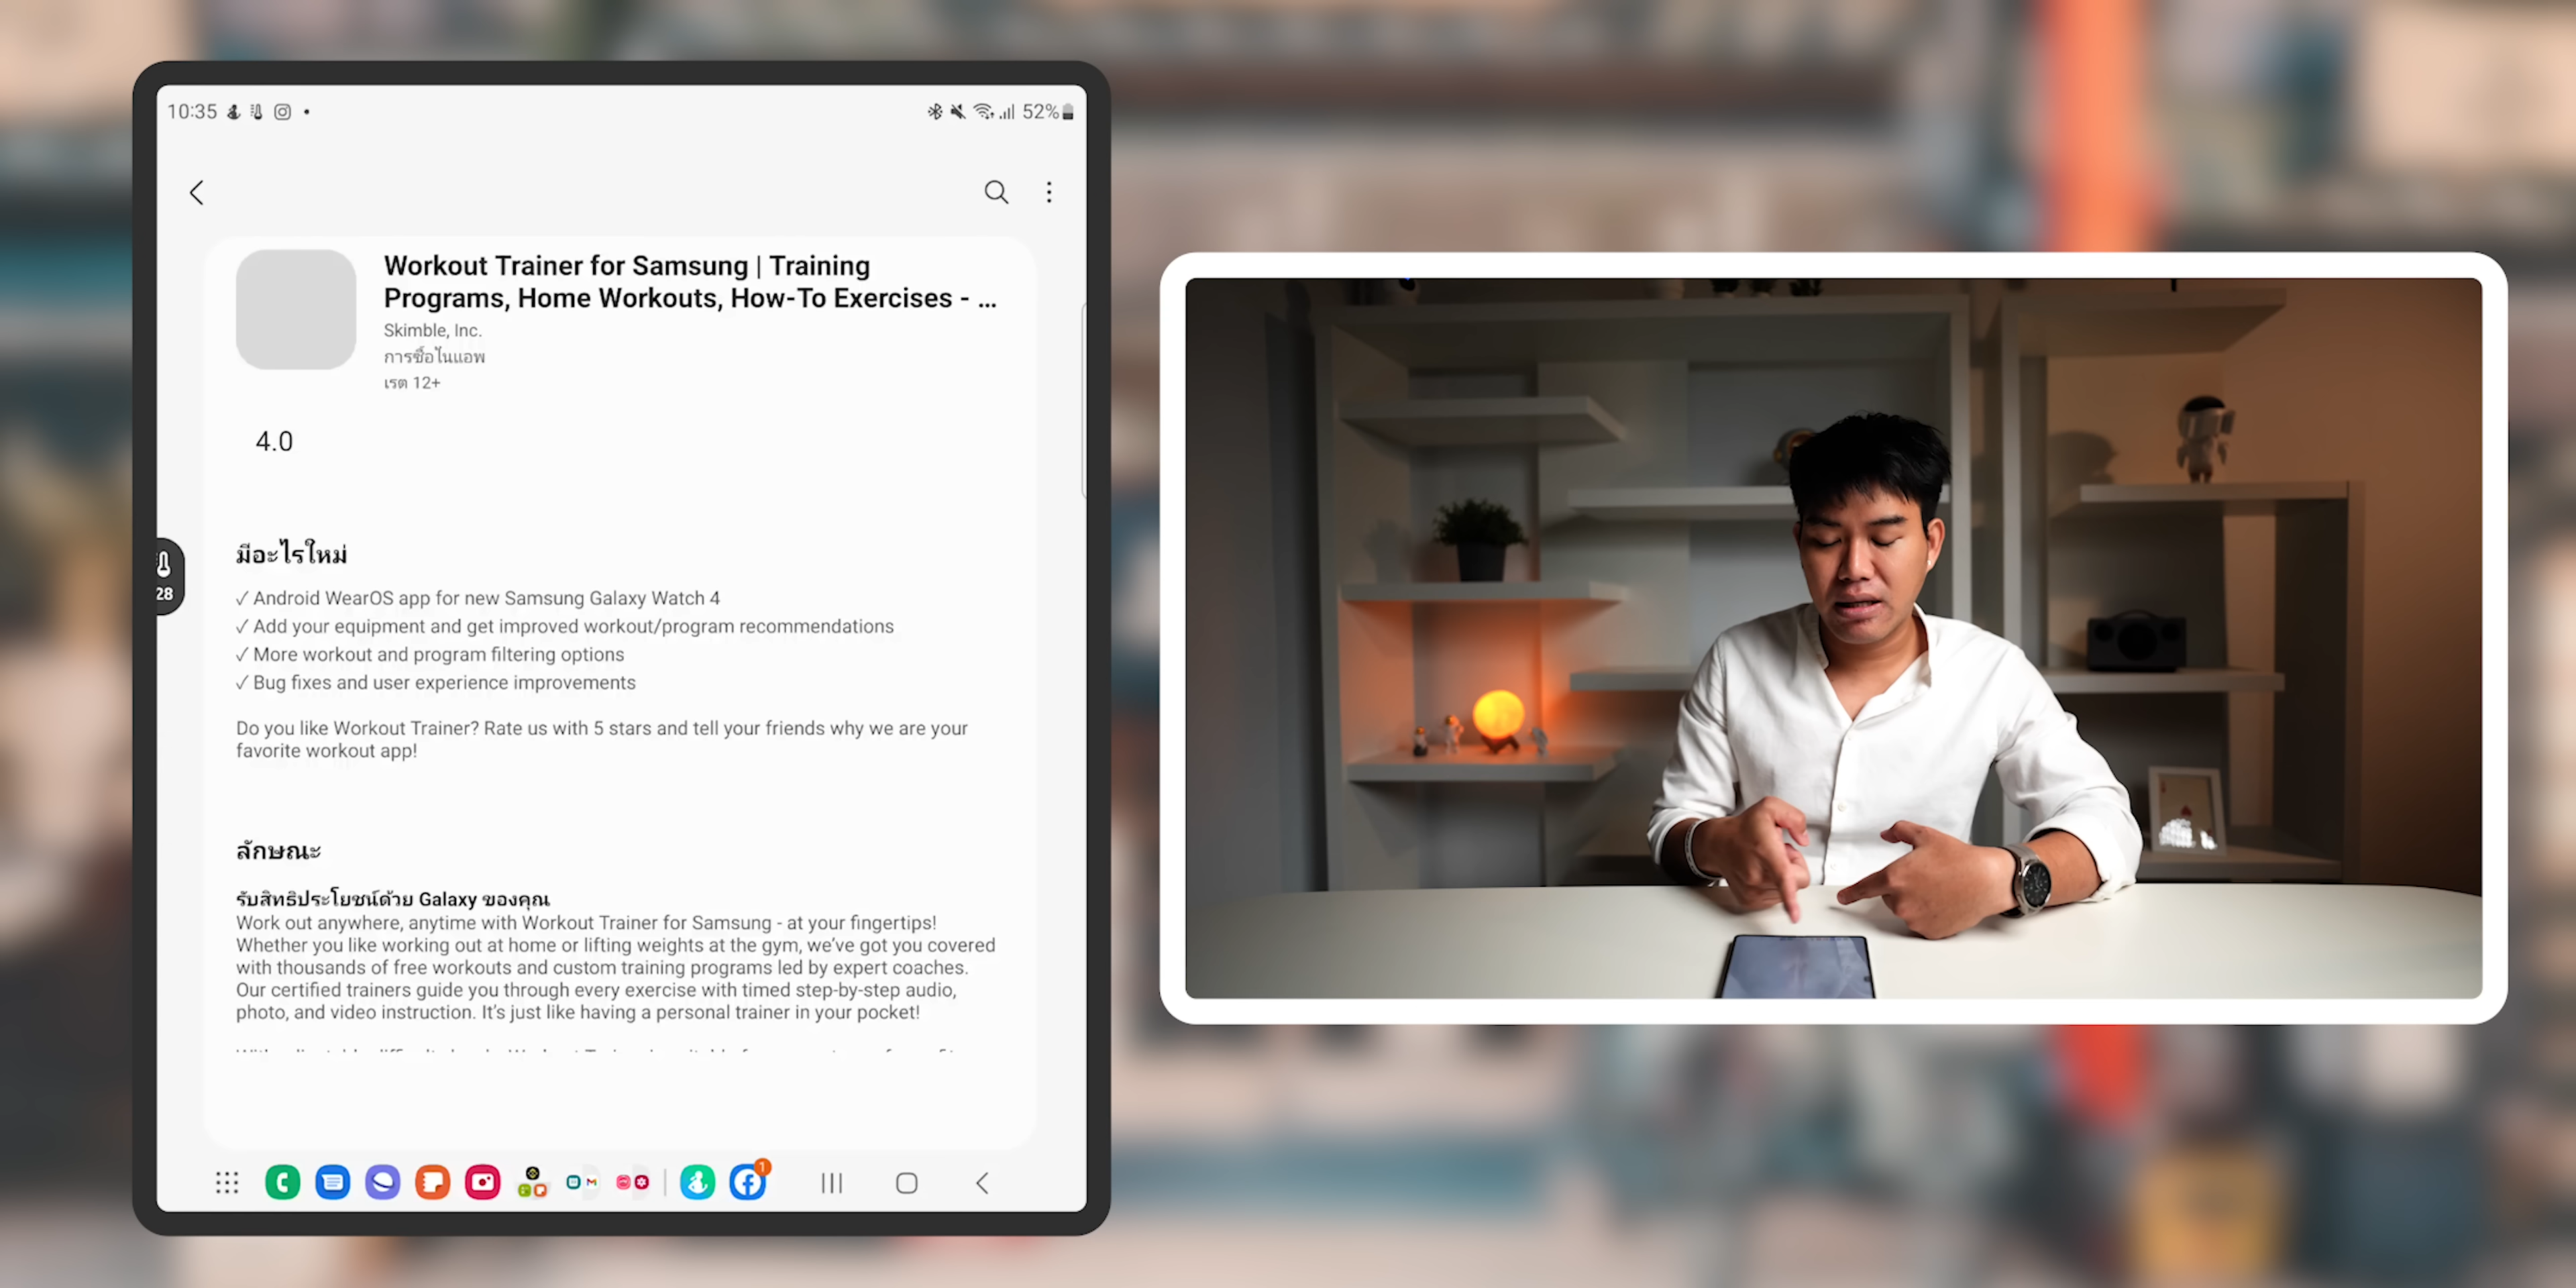 10:35
52%
Workout Trainer for Samsung | Training
Programs, Home Workouts, How-To Exercises - ...
Skimble, Inc.
การซื้อในแอพ
เรต 12+
4.0
28
มีอะไรใหม่
✓ Android WearOS app for new Samsung Galaxy Watch 4
✓ Add your equipment and get improved workout/program recommendations
✓ More workout and program filtering options
✓ Bug fixes and user experience improvements
Do you like Workout Trainer? Rate us with 5 stars and tell your friends why we are your
favorite workout app!
ลักษณะ
รับสิทธิประโยชน์ด้วย Galaxy ของคุณ
Work out anywhere, anytime with Workout Trainer for Samsung - at your fingertips!
Whether you like working out at home or lifting weights at the gym, we’ve got you covered
with thousands of free workouts and custom training programs led by expert coaches.
Our certified trainers guide you through every exercise with timed step-by-step audio,
photo, and video instruction. It’s just like having a personal trainer in your pocket!
1